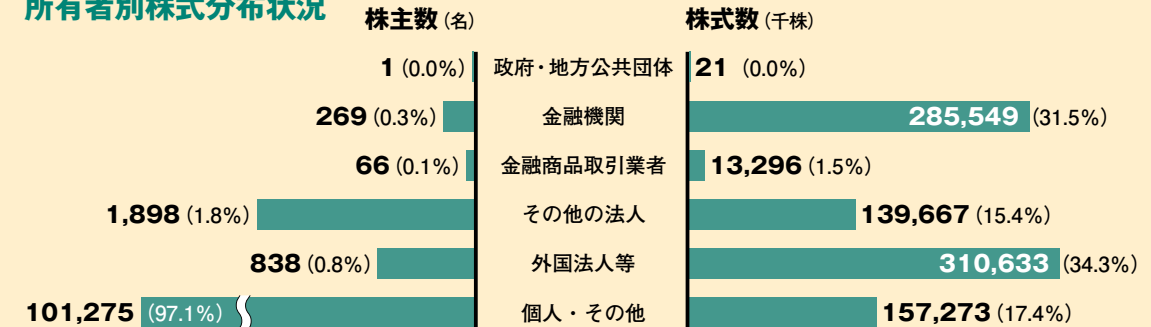 所有者別株式分布状況
株主数(名) 株式数(千株)
1(0.0%) 政府・地方公共団体 21(0.0%)
269(0.3%) 金融機関 285,549(31.5%)
66(0.1%) 金融商品取引業者 13,296(1.5%)
1,898(1.8%) その他の法人 139,667(15.4%)
838(0.8%) 外国法人等 310,633(34.3%)
101,275(97.1%) 個人・その他 157,273(17.4%)